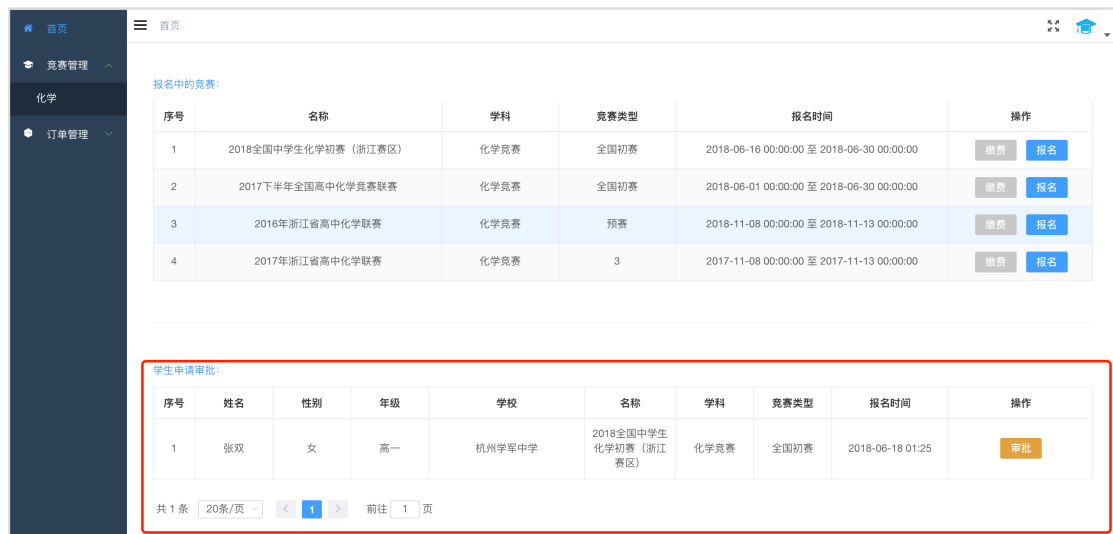 首页
首页
竞赛管理
化学
订单管理
报名中的竞赛:
序号 名称 学科 竞赛类型 报名时间 操作
1 2018全国中学生化学初赛（浙江赛区） 化学竞赛 全国初赛 2018-06-16 00:00:00 至 2018-06-30 00:00:00 缴费 报名
2 2017下半年全国高中化学竞赛联赛 化学竞赛 全国初赛 2018-06-01 00:00:00 至 2018-06-30 00:00:00 缴费 报名
3 2016年浙江省高中化学联赛 化学竞赛 预赛 2018-11-08 00:00:00 至 2018-11-13 00:00:00 缴费 报名
4 2017年浙江省高中化学联赛 化学竞赛 3 2017-11-08 00:00:00 至 2017-11-13 00:00:00 缴费 报名
学生申请审批:
序号 姓名 性别 年级 学校 名称 学科 竞赛类型 报名时间 操作
1 张双 女 高一 杭州学军中学 2018全国中学生
化学初赛（浙江
赛区） 化学竞赛 全国初赛 2018-06-18 01:25 审批
共 1 条 20条/页 1 前往 1 页